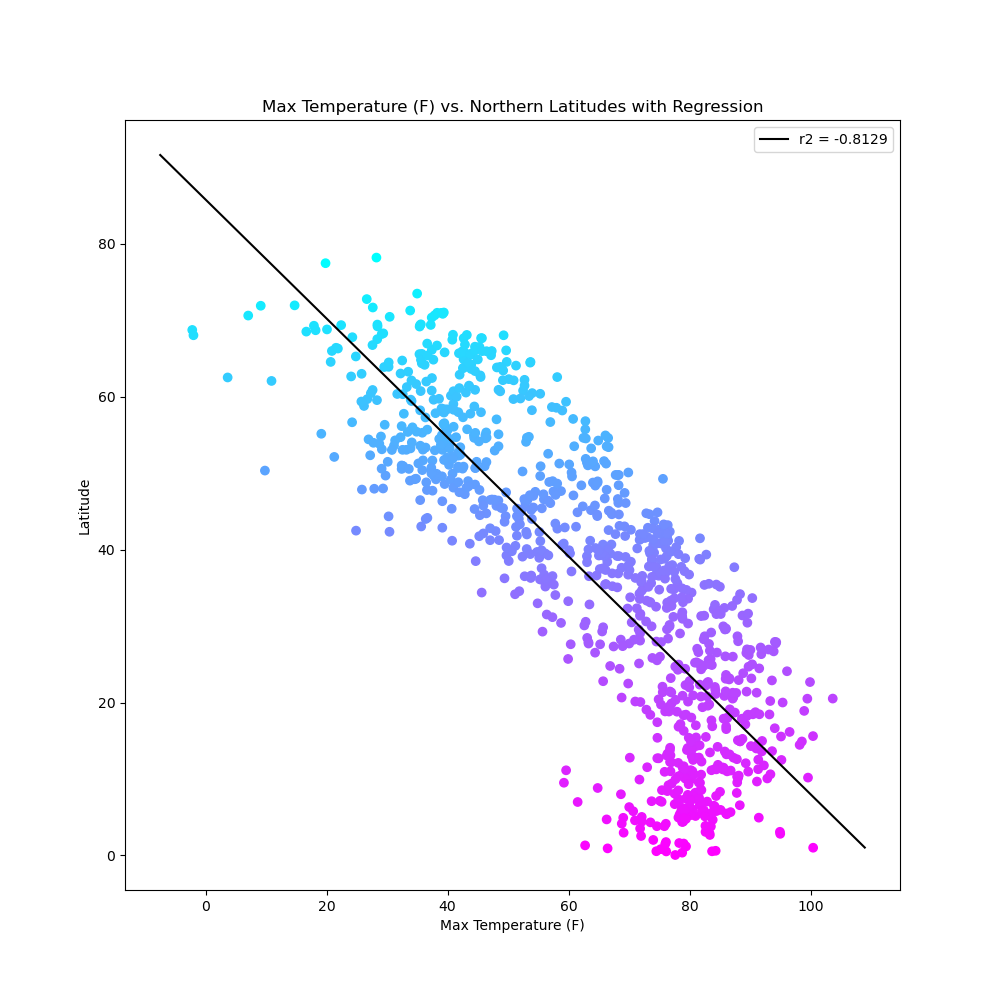 Max Temperature (F) vs. Northern Latitudes with Regression
r2 = -0.8129
Latitude
80
60
40
20
0
0 20 40 60 80 100
Max Temperature (F)